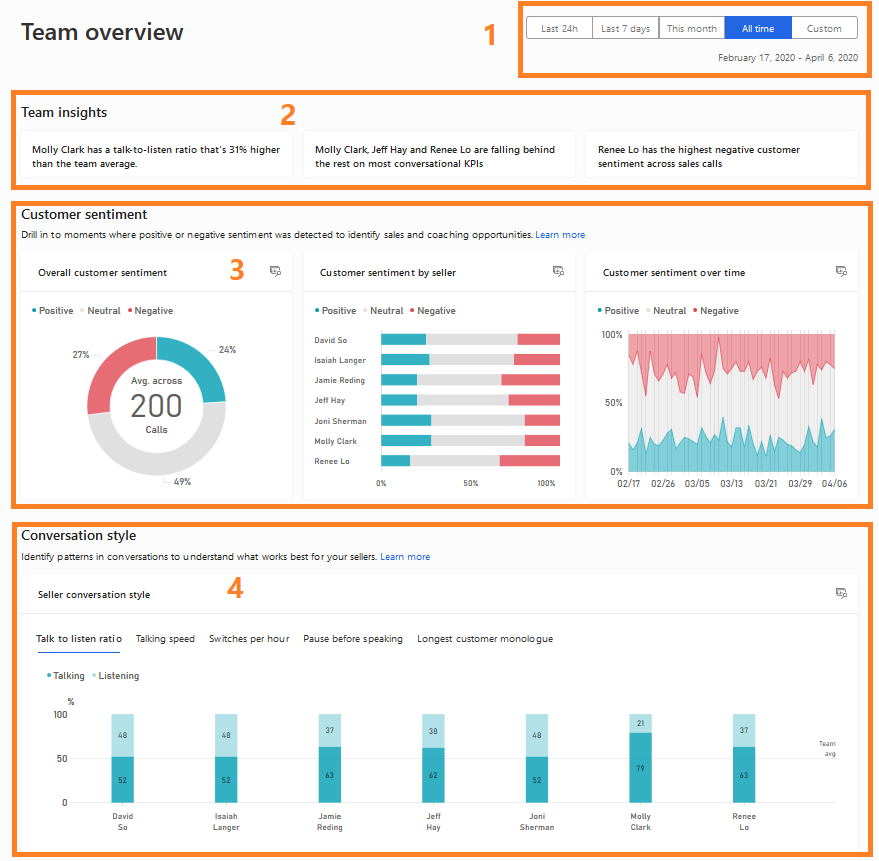 Team overview
1
Last 24h Last 7 days This month All time Custom
February 17, 2020 - April 6, 2020
Team insights
2
Molly Clark has a talk-to-listen ratio that's 31% higher
than the team average.
Molly Clark, Jeff Hay and Renee Lo are falling behind
the rest on most conversational KPIs
Renee Lo has the highest negative customer
sentiment across sales calls
Customer sentiment
Drill in to moments where positive or negative sentiment was detected to identify sales and coaching opportunities. Learn more
Overall customer sentiment
3
Positive Neutral Negative
27%
24%
Avg. across
200
Calls
49%
Customer sentiment by seller
Positive Neutral Negative
David So
Isaiah Langer
Jamie Reding
Jeff Hay
Joni Sherman
Molly Clark
Renee Lo
0% 50% 100%
Customer sentiment over time
Positive Neutral Negative
100%
50%
0%
02/17 02/26 03/05 03/13 03/21 03/29 04/06
Conversation style
Identify patterns in conversations to understand what works best for your sellers. Learn more
4
Seller conversation style
Talk to listen ratio Talking speed Switches per hour Pause before speaking Longest customer monologue
Talking Listening
%
100
50
0
48 48 37 38 48 21 37
52 52 63 62 52 79 63
Team
avg
David
So
Isaiah
Langer
Jamie
Reding
Jeff
Hay
Joni
Sherman
Molly
Clark
Renee
Lo